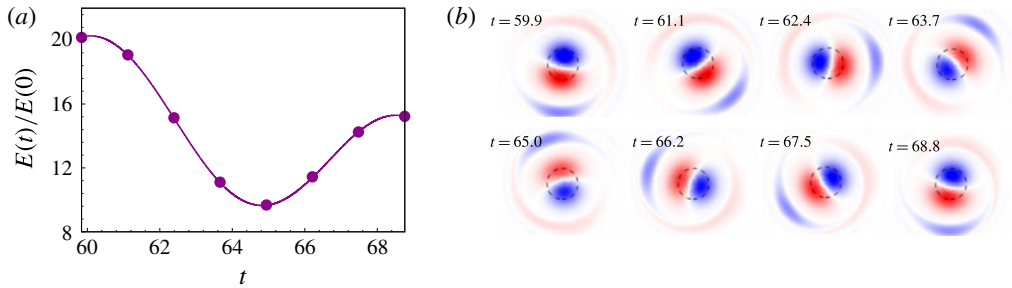 (a)
20
16
12
8
E(t)/E(0)
60 62 64 66 68
t
(b)
t = 59.9 t = 61.1 t = 62.4 t = 63.7
t = 65.0 t = 66.2 t = 67.5 t = 68.8